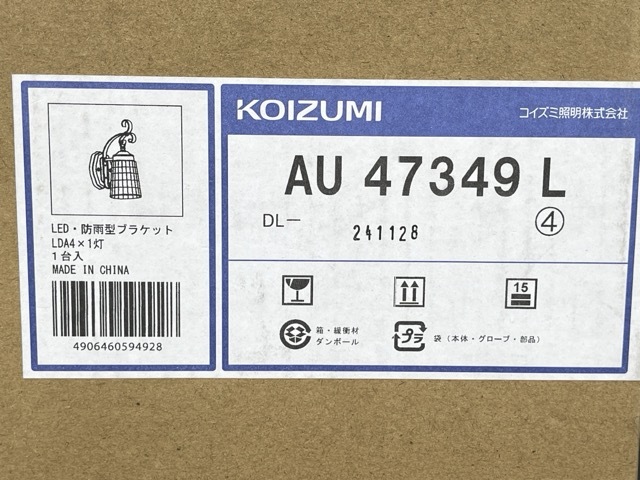 LED・防雨型ブラケット
LDA4×1灯
1台入
MADE IN CHINA
4906460594928
KOIZUMI
コイズミ照明株式会社
AU 47349 L
DL－
241128
④
15
箱・緩衝材
ダンボール
プラ
袋（本体・グローブ・部品）